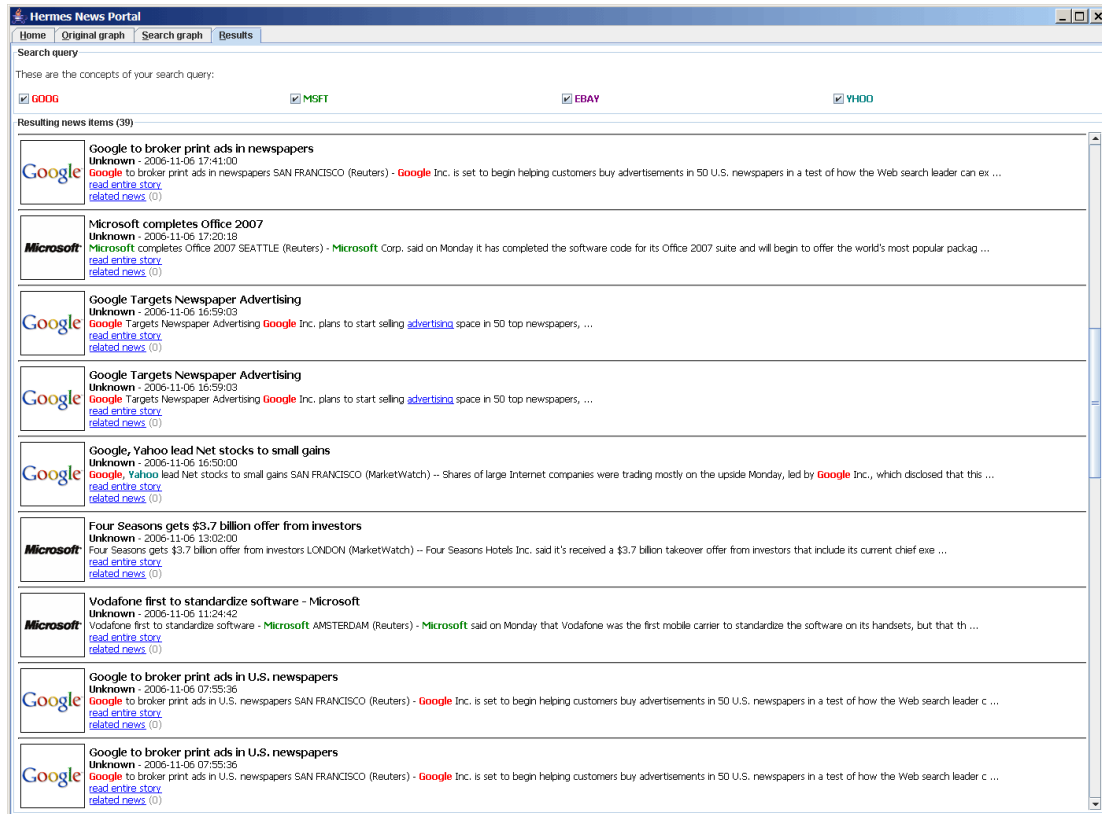 Hermes News Portal
Home Original graph Search graph Results
Search query
These are the concepts of your search query:
GOOG MSFT EBAY YHOO
Resulting news items (39)
Google to broker print ads in newspapers
Unknown - 2006-11-06 17:41:00
Google Google to broker print ads in newspapers SAN FRANCISCO (Reuters) - Google Inc. is set to begin helping customers buy advertisements in 50 U.S. newspapers in a test of how the Web search leader can ex ...
read entire story
related news (0)
Microsoft completes Office 2007
Unknown - 2006-11-06 17:20:18
Microsoft Microsoft completes Office 2007 SEATTLE (Reuters) - Microsoft Corp. said on Monday it has completed the software code for its Office 2007 suite and will begin to offer the world's most popular packag ...
read entire story
related news (0)
Google Targets Newspaper Advertising
Unknown - 2006-11-06 16:59:03
Google Google Targets Newspaper Advertising Google Inc. plans to start selling advertising space in 50 top newspapers, ...
read entire story
related news (0)
Google Targets Newspaper Advertising
Unknown - 2006-11-06 16:59:03
Google Google Targets Newspaper Advertising Google Inc. plans to start selling advertising space in 50 top newspapers, ...
read entire story
related news (0)
Google, Yahoo lead Net stocks to small gains
Unknown - 2006-11-06 16:50:00
Google Google, Yahoo lead Net stocks to small gains SAN FRANCISCO (MarketWatch) -- Shares of large Internet companies were trading mostly on the upside Monday, led by Google Inc., which disclosed that this ...
read entire story
related news (0)
Four Seasons gets $3.7 billion offer from investors
Unknown - 2006-11-06 13:02:00
Microsoft Four Seasons gets $3.7 billion offer from investors LONDON (MarketWatch) -- Four Seasons Hotels Inc. said it's received a $3.7 billion takeover offer from investors that include its current chief exe ...
read entire story
related news (0)
Vodafone first to standardize software - Microsoft
Unknown - 2006-11-06 11:24:42
Microsoft Vodafone first to standardize software - Microsoft AMSTERDAM (Reuters) - Microsoft said on Monday that Vodafone was the first mobile carrier to standardize the software on its handsets, but that th ...
read entire story
related news (0)
Google to broker print ads in U.S. newspapers
Unknown - 2006-11-06 07:55:36
Google Google to broker print ads in U.S. newspapers SAN FRANCISCO (Reuters) - Google Inc. is set to begin helping customers buy advertisements in 50 U.S. newspapers in a test of how the Web search leader c ...
read entire story
related news (0)
Google to broker print ads in U.S. newspapers
Unknown - 2006-11-06 07:55:36
Google Google to broker print ads in U.S. newspapers SAN FRANCISCO (Reuters) - Google Inc. is set to begin helping customers buy advertisements in 50 U.S. newspapers in a test of how the Web search leader c ...
read entire story
related news (0)